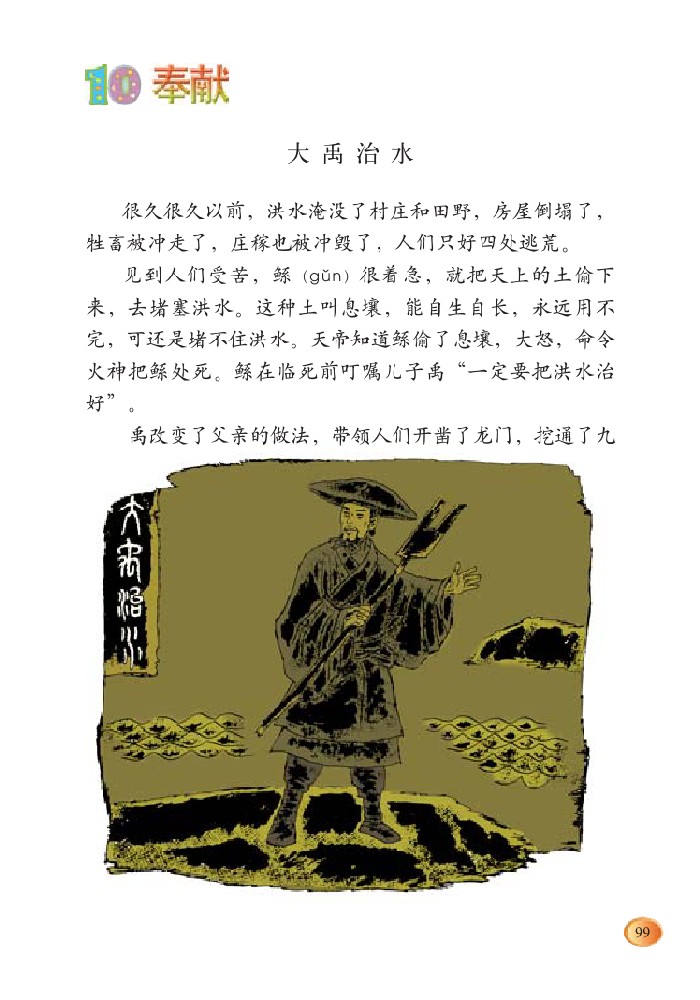 10 奉献
大禹治水
很久很久以前，洪水淹没了村庄和田野，房屋倒塌了，
牲畜被冲走了，庄稼也被冲毁了，人们只好四处逃荒。
见到人们受苦，鲧（gǔn）很着急，就把天上的土偷下
来，去堵塞洪水。这种土叫息壤，能自生自长，永远用不
完，可还是堵不住洪水。天帝知道鲧偷了息壤，大怒，命令
火神把鲧处死。鲧在临死前叮嘱儿子禹“一定要把洪水治
好”。
禹改变了父亲的做法，带领人们开凿了龙门，挖通了九
大禹治水
99